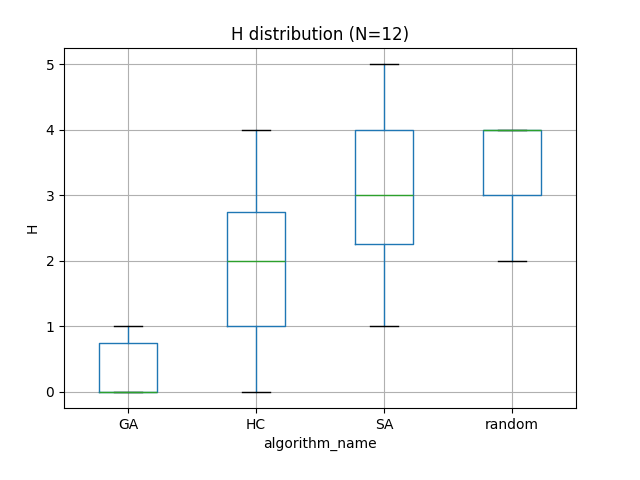 H distribution (N=12)
5
4
3
2
1
0
H
GA HC SA random
algorithm_name